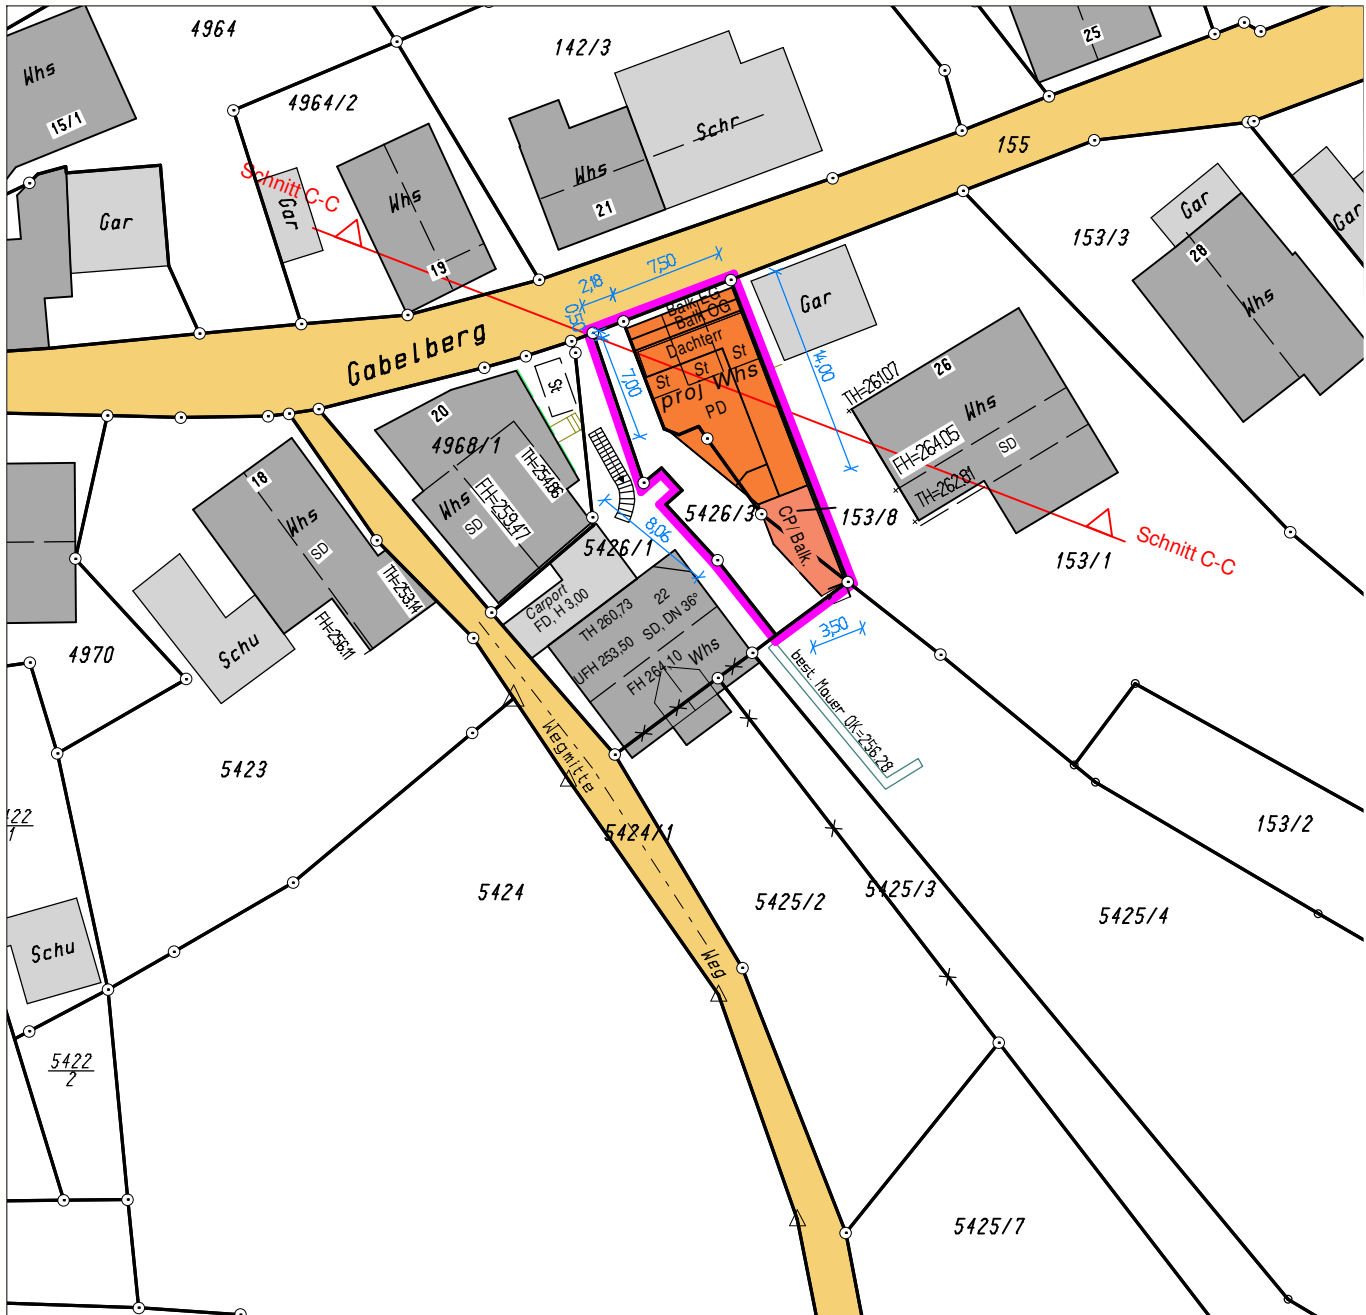 4964
142/3
25
Whs
15/1
4964/2
Schr
155
Schnitt C-C
Gar
Whs
19
Whs
21
Gar
Gar
153/3
28
Whs
Gar
Gabelberg
0,50
2,18
7,50
7,00
14,00
Balk EG
Balk OG
Dachterr
St
St
St
proj Whs
PD
Gar
TH=261.07
26
Whs
FH=264.05
SD
TH=262.81
20
4968/1
St
Whs
SD
FH=259.47
TH=254.86
18
Whs
SD
TH=253.14
FH=256.11
5426/3
153/8
CP/Balk.
5426/1
8,06
153/1
Schnitt C-C
Carport
FD, H 3,00
TH 260,73
22
UFH 253,50
SD, DN 36°
FH 264,10
Whs
3,50
Schu
4970
best. Mauer OK=256.28
5423
Wegmitte
422
1
5424/1
153/2
5424
5425/2
5425/3
5425/4
Schu
Weg
5422
2
5425/7